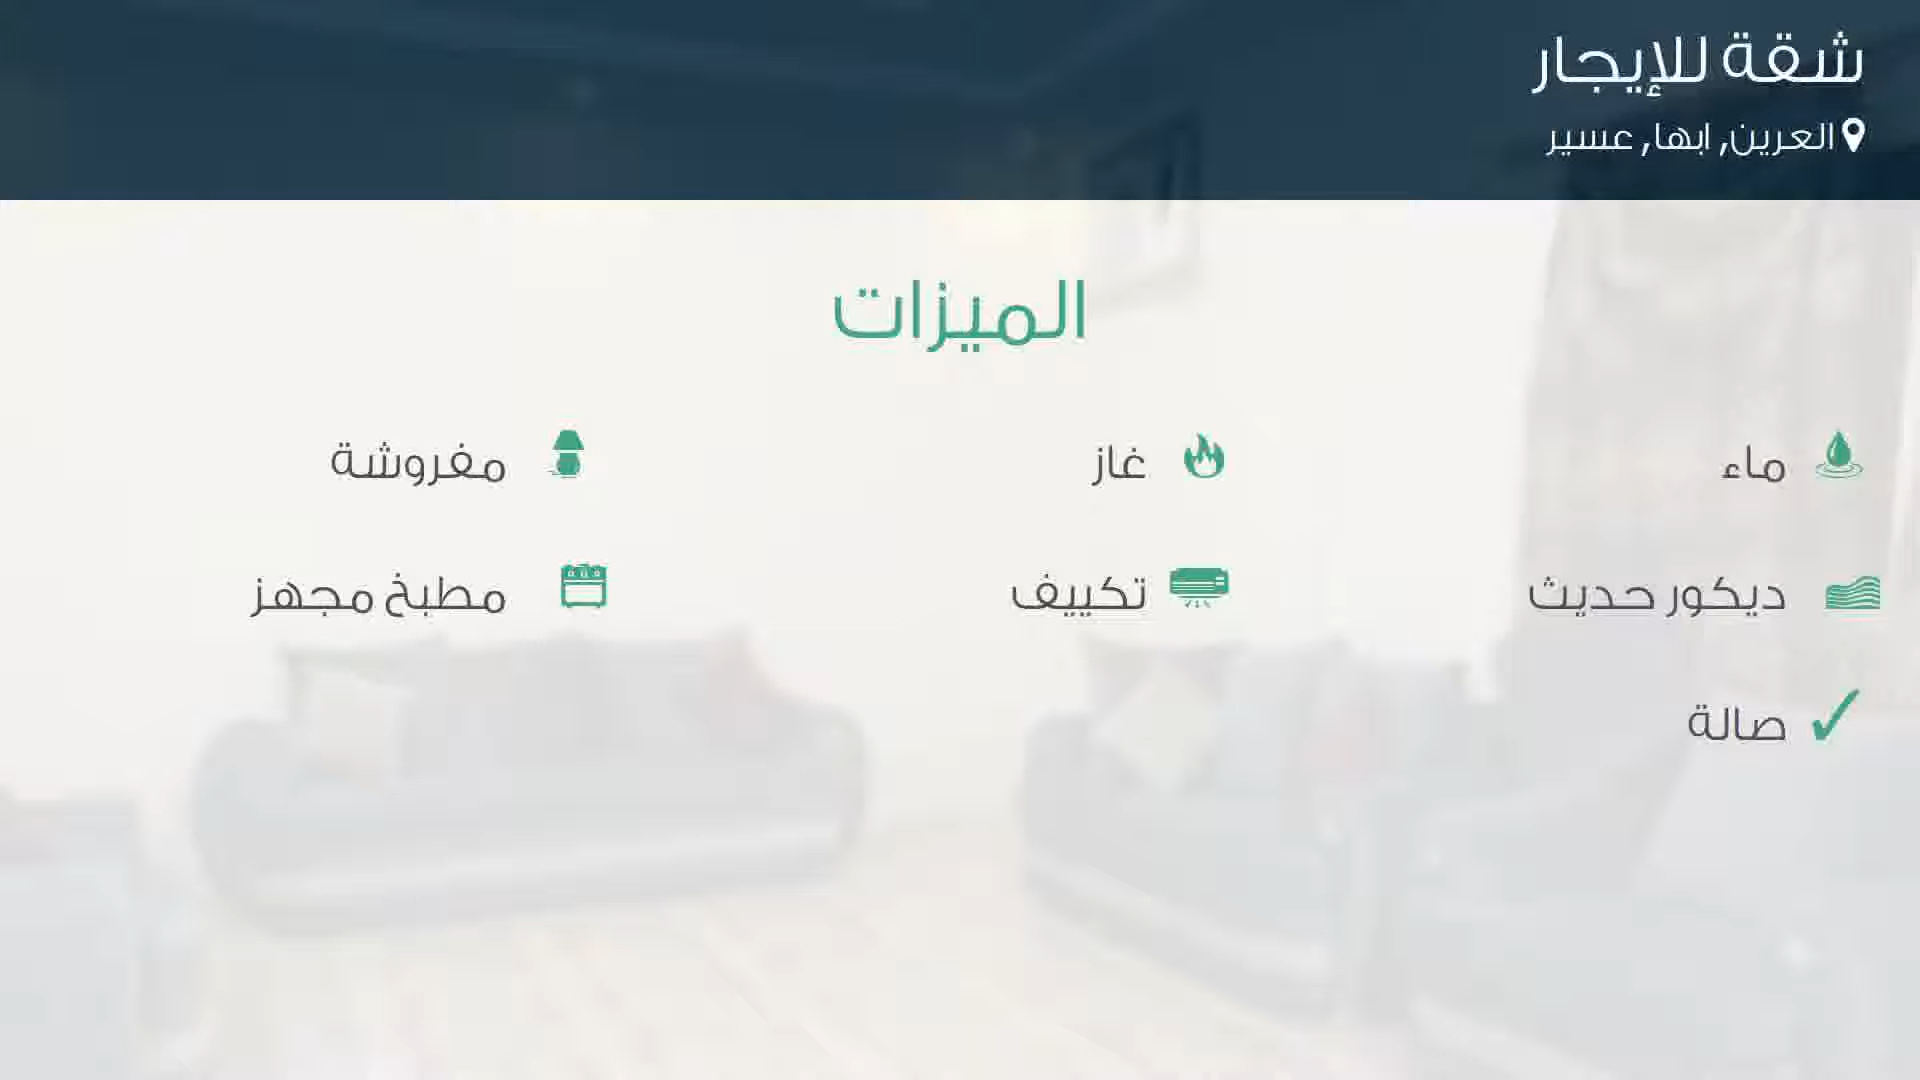 شقة للإيجار
العرين, ابها, عسير
الميزات
ماء
غاز
مفروشة
ديكور حديث
تكييف
مطبخ مجهز
صالة